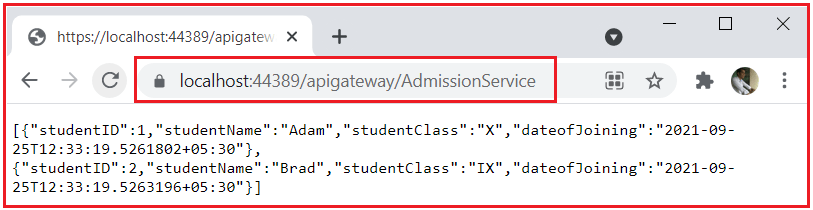 https://localhost:44389/apigatew
localhost:44389/apigateway/AdmissionService
[{"studentID":1,"studentName":"Adam","studentClass":"X","dateofJoining":"2021-09-
25T12:33:19.5261802+05:30"},
{"studentID":2,"studentName":"Brad","studentClass":"IX","dateofJoining":"2021-09-
25T12:33:19.5263196+05:30"}]